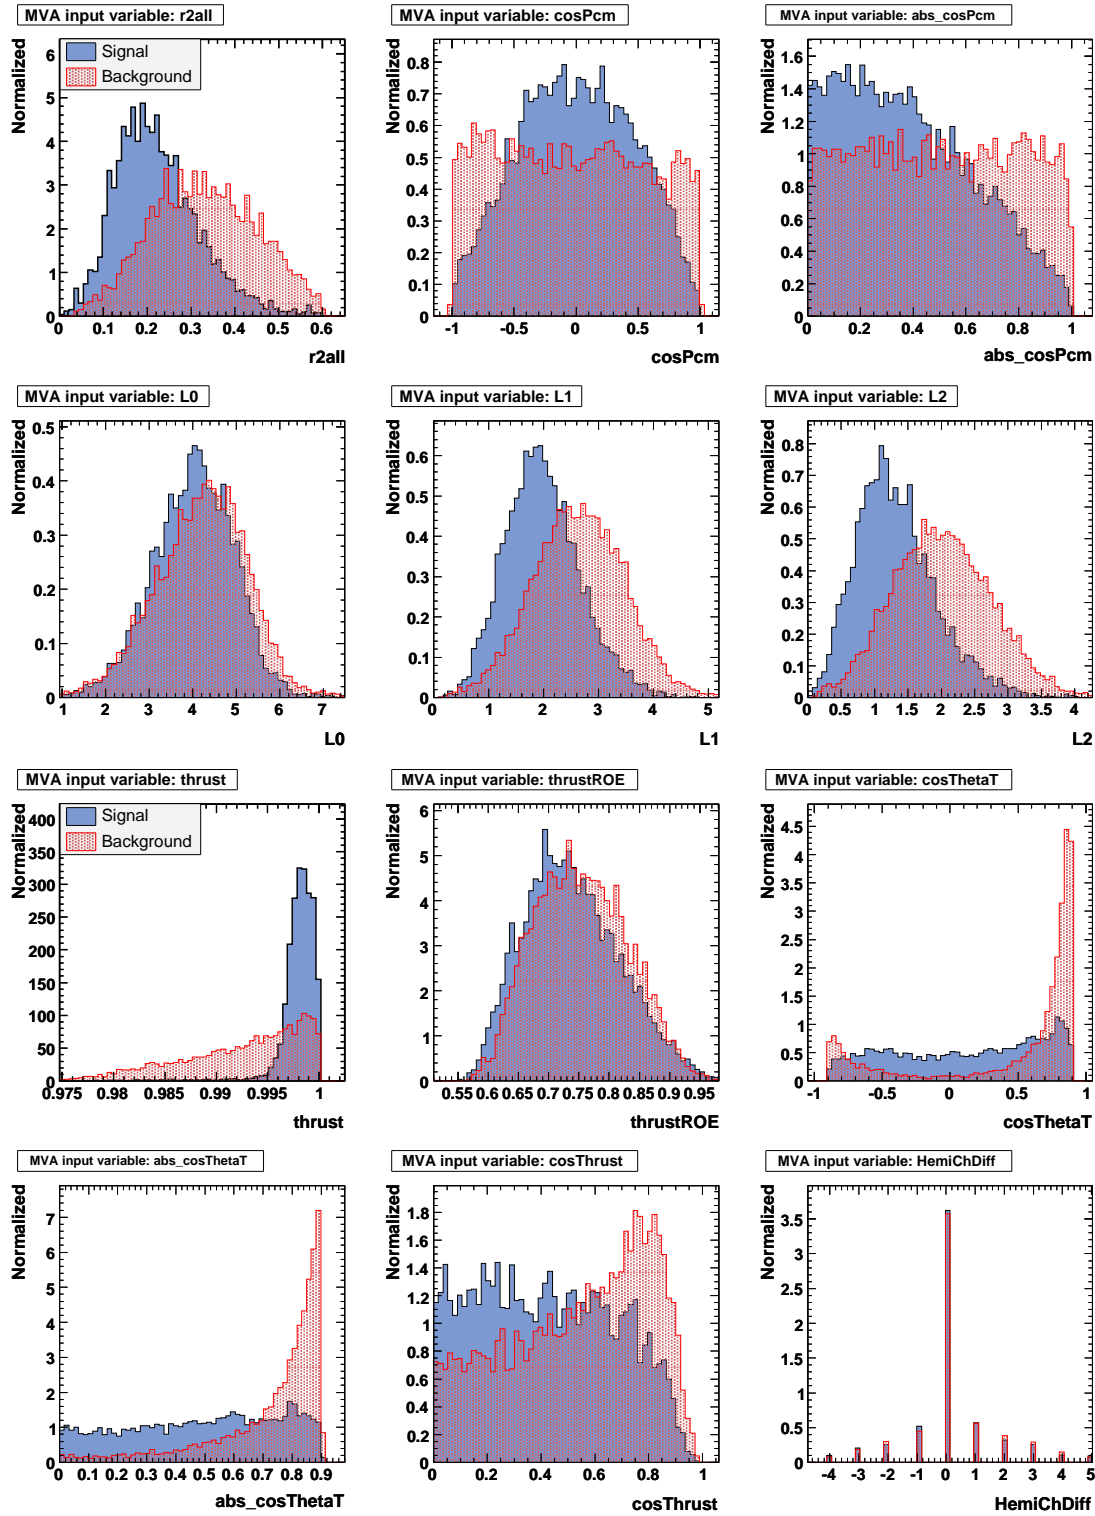 MVA input variable: r2all
MVA input variable: cosPcm
MVA input variable: abs_cosPcm
Normalized
6
5
4
3
2
1
0
Signal
Background
0 0.1 0.2 0.3 0.4 0.5 0.6
r2all
Normalized
0.8
0.7
0.6
0.5
0.4
0.3
0.2
0.1
0
-1 -0.5 0 0.5 1
cosPcm
Normalized
1.6
1.4
1.2
1
0.8
0.6
0.4
0.2
0
0 0.2 0.4 0.6 0.8 1
abs_cosPcm
MVA input variable: L0
MVA input variable: L1
MVA input variable: L2
Normalized
0.5
0.4
0.3
0.2
0.1
0
1 2 3 4 5 6 7
L0
Normalized
0.6
0.5
0.4
0.3
0.2
0.1
0
0 1 2 3 4 5
L1
Normalized
0.8
0.7
0.6
0.5
0.4
0.3
0.2
0.1
0
0.5 1 1.5 2 2.5 3 3.5 4
L2
MVA input variable: thrust
MVA input variable: thrustROE
MVA input variable: cosThetaT
Normalized
400
350
300
250
200
150
100
50
0
Signal
Background
0.975 0.98 0.985 0.99 0.995 1
thrust
Normalized
6
5
4
3
2
1
0
0.55 0.6 0.65 0.7 0.75 0.8 0.85 0.9 0.95
thrustROE
Normalized
4.5
4
3.5
3
2.5
2
1.5
1
0.5
0
-1 -0.5 0 0.5 1
cosThetaT
MVA input variable: abs_cosThetaT
MVA input variable: cosThrust
MVA input variable: HemiChDiff
Normalized
7
6
5
4
3
2
1
0
0 0.1 0.2 0.3 0.4 0.5 0.6 0.7 0.8 0.9
abs_cosThetaT
Normalized
1.8
1.6
1.4
1.2
1
0.8
0.6
0.4
0.2
0
0 0.2 0.4 0.6 0.8 1
cosThrust
Normalized
3.5
3
2.5
2
1.5
1
0.5
0
-4 -3 -2 -1 0 1 2 3 4 5
HemiChDiff